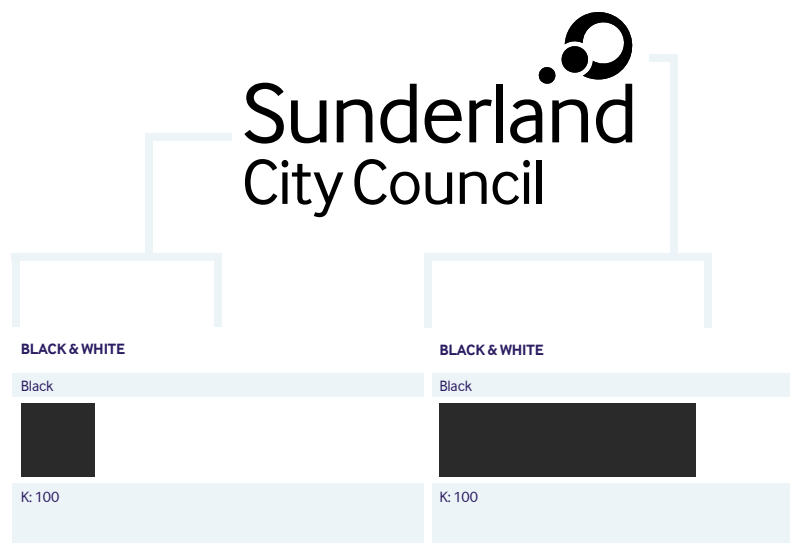 Sunderland
City Council
BLACK & WHITE
Black
K: 100
BLACK & WHITE
Black
K: 100